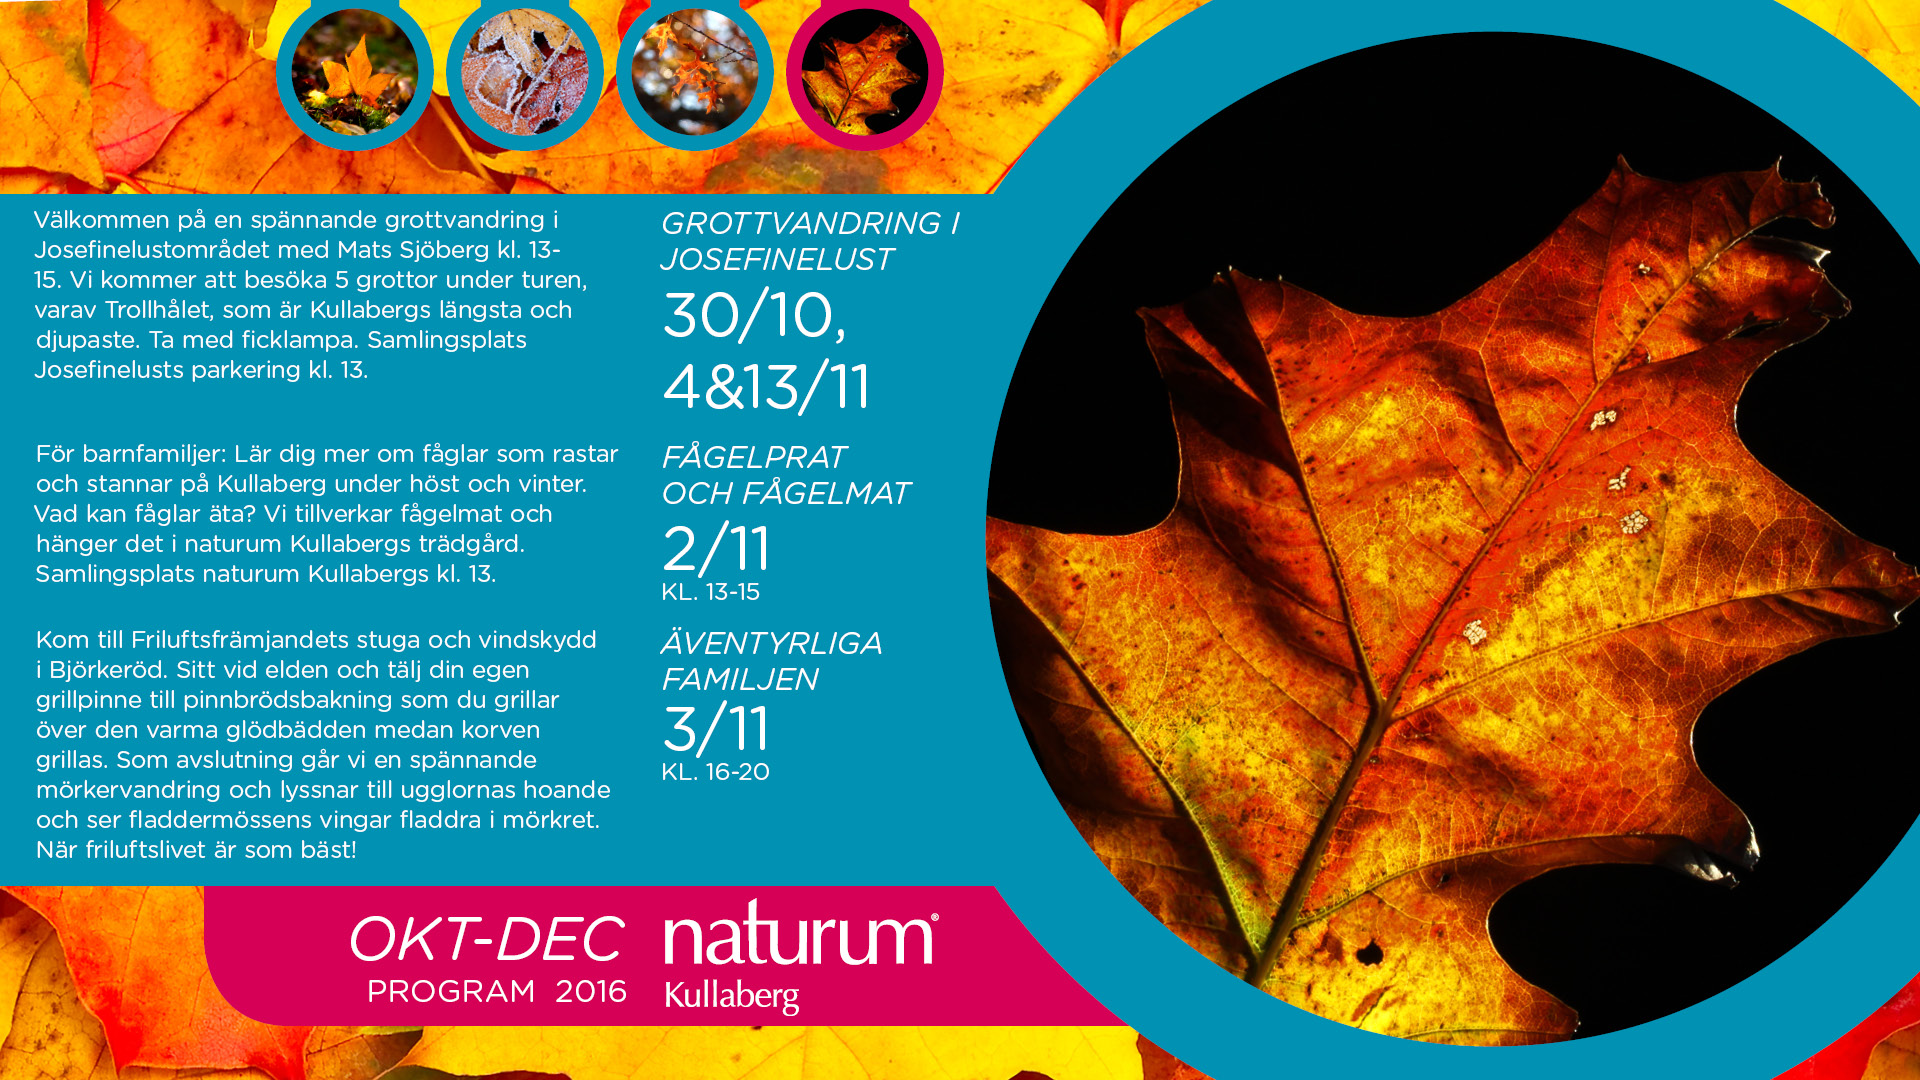 Välkommen på en spännande grottvandring i
Josefinelustområdet med Mats Sjöberg kl. 13-
15. Vi kommer att besöka 5 grottor under turen,
varav Trollhålet, som är Kullabergs längsta och
djupaste. Ta med ficklampa. Samlingsplats
Josefinelusts parkering kl. 13.
GROTTVANDRING I
JOSEFINELUST
30/10,
4&13/11
För barnfamiljer: Lär dig mer om fåglar som rastar
och stannar på Kullaberg under höst och vinter.
Vad kan fåglar äta? Vi tillverkar fågelmat och
hänger det i naturum Kullabergs trädgård.
Samlingsplats naturum Kullabergs kl. 13.
FÅGELPRAT
OCH FÅGELMAT
2/11
KL. 13-15
Kom till Friluftsfrämjandets stuga och vindskydd
i Björkeröd. Sitt vid elden och tälj din egen
grillpinne till pinnbrödsbakning som du grillar
över den varma glödbädden medan korven
grillas. Som avslutning går vi en spännande
mörkervandring och lyssnar till ugglornas hoande
och ser fladdermössens vingar fladdra i mörkret.
När friluftslivet är som bäst!
ÄVENTYRLIGA
FAMILJEN
3/11
KL. 16-20
OKT-DEC
PROGRAM 2016
naturum®
Kullaberg